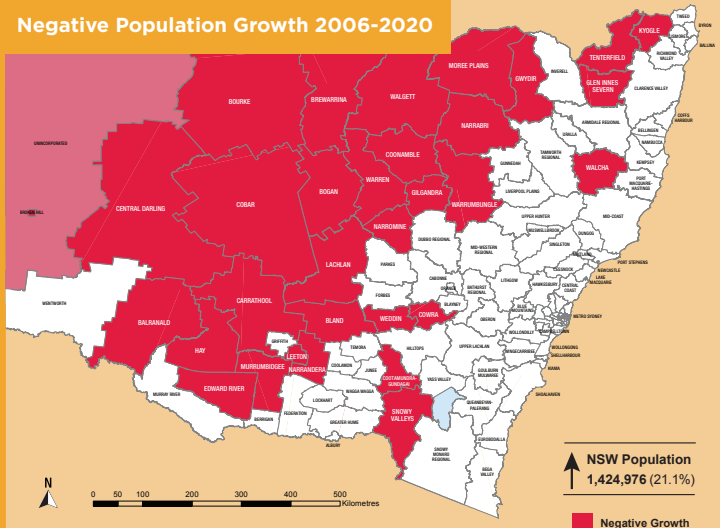 Negative Population Growth 2006-2020
TWEED
KYOGLE
BYRON
LISMORE
BALLINA
RICHMOND
VALLEY
TENTERFIELD
MOREE PLAINS
GWYDIR
INVERELL
GLEN INNES
SEVERN
CLARENCE VALLEY
BOURKE
BREWARRINA
WALGETT
NARRABRI
ARMIDALE REGIONAL
COFFS
HARBOUR
URALLA
BELLINGEN
NAMBUCCA
UNINCORPORATED
COONAMBLE
GUNNEDAH
TAMWORTH
REGIONAL
WALCHA
KEMPSEY
PORT
MACQUARIE-
HASTINGS
WARREN
BOGAN
GILGANDRA
LIVERPOOL PLAINS
COBAR
WARRUMBUNGLE
BROKEN HILL
CENTRAL DARLING
NARROMINE
UPPER HUNTER
MID-COAST
MUSWELLBROOK
DUNGOG
DUBBO REGIONAL
MID-WESTERN
REGIONAL
SINGLETON
MAITLAND
PORT STEPHENS
LACHLAN
PARKES
CESSNOCK
NEWCASTLE
LAKE
MACQUARIE
CABONNE
ORANGE
BATHURST
REGIONAL
LITHGOW
HAWKESBURY
CENTRAL
COAST
WENTWORTH
CARRATHOOL
FORBES
BLAYNEY
BLUE
MOUNTAINS
METRO SYDNEY
BALRANALD
BLAND
WEDDIN
COWRA
OBERON
WOLLONDILLY
CAMPBELLTOWN
GRIFFITH
TEMORA
HILLTOPS
UPPER LACHLAN
WINGECARRIBEE
WOLLONGONG
SHELLHARBOUR
HAY
LEETON
MURRUMBIDGEE
NARRANDERA
COOLAMON
JUNEE
COOTAMUNDRA-
GUNDAGAI
YASS VALLEY
GOULBURN
MULWAREE
KIAMA
MURRAY RIVER
EDWARD RIVER
LOCKHART
WAGGA WAGGA
SHOALHAVEN
QUEANBEYAN-
PALERANG
BERRIGAN
FEDERATION
SNOWY
VALLEYS
GREATER HUME
ALBURY
EUROBODALLA
SNOWY
MONARO
REGIONAL
BEGA
VALLEY
NSW Population
1,424,976 (21.1%)
N
0 50 100 200 300 400 500
Kilometres
Negative Growth